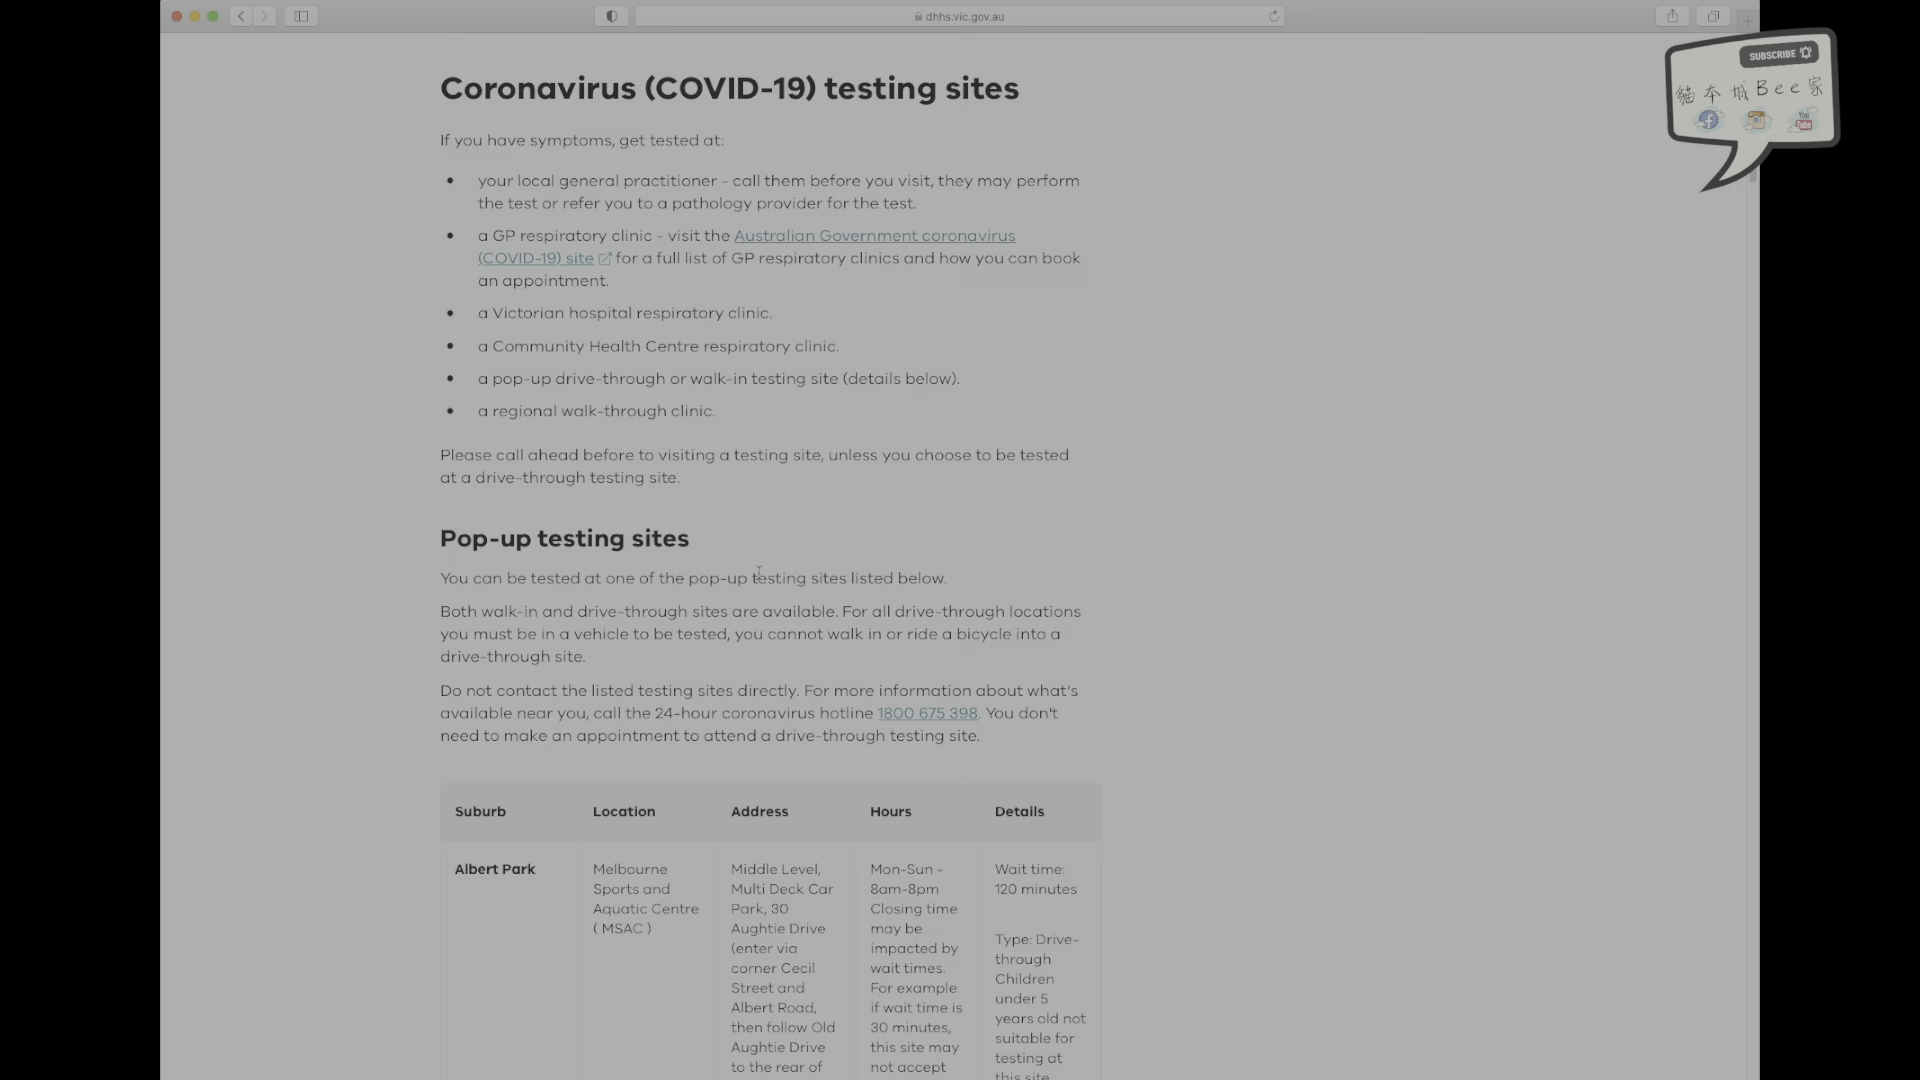 dhhs.vic.gov.au
SUBSCRIBE
貓本城Bee家
You
Tube
Coronavirus (COVID-19) testing sites
If you have symptoms, get tested at:
your local general practitioner - call them before you visit, they may perform
the test or refer you to a pathology provider for the test.
a GP respiratory clinic - visit the Australian Government coronavirus
(COVID-19) site for a full list of GP respiratory clinics and how you can book
an appointment.
a Victorian hospital respiratory clinic.
a Community Health Centre respiratory clinic.
a pop-up drive-through or walk-in testing site (details below).
a regional walk-through clinic.
Please call ahead before to visiting a testing site, unless you choose to be tested
at a drive-through testing site.
Pop-up testing sites
You can be tested at one of the pop-up testing sites listed below.
Both walk-in and drive-through sites are available. For all drive-through locations
you must be in a vehicle to be tested, you cannot walk in or ride a bicycle into a
drive-through site.
Do not contact the listed testing sites directly. For more information about what's
available near you, call the 24-hour coronavirus hotline 1800 675 398. You don't
need to make an appointment to attend a drive-through testing site.
Suburb Location Address Hours Details
Albert Park
Melbourne
Sports and
Aquatic Centre
( MSAC )
Middle Level,
Multi Deck Car
Park, 30
Aughtie Drive
(enter via
corner Cecil
Street and
Albert Road,
then follow Old
Aughtie Drive
to the rear of
Mon-Sun -
8am-8pm
Closing time
may be
impacted by
wait times.
For example
if wait time is
30 minutes,
this site may
not accept
Wait time:
120 minutes
Type: Drive-
through
Children
under 5
years old not
suitable for
testing at
this site